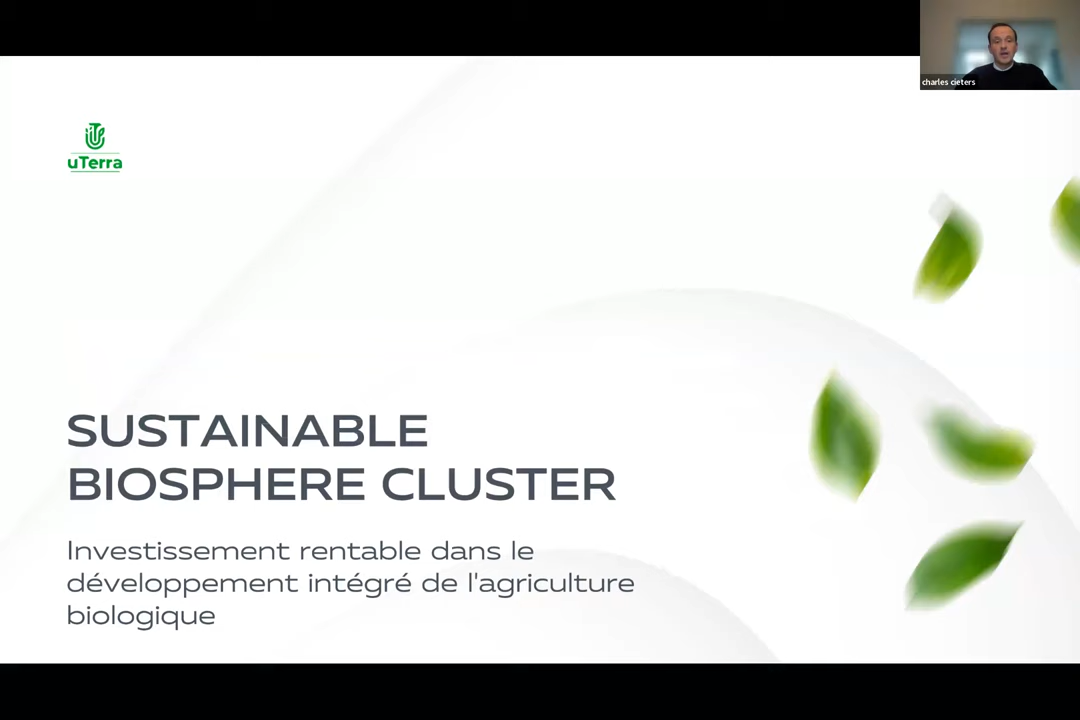 charles cieters
uTerra
SUSTAINABLE
BIOSPHERE CLUSTER
Investissement rentable dans le
développement intégré de l'agriculture
biologique